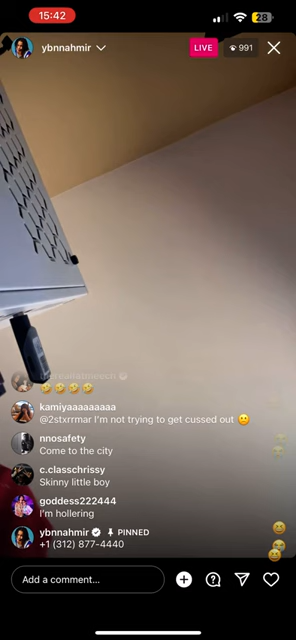 15:42
28
ybnnahmir
LIVE
991
kamiyaaaaaaaaa
@2stxrrmar I'm not trying to get cussed out
nnosafety
Come to the city
c.classchrissy
Skinny little boy
goddess222444
I'm hollering
ybnnahmir PINNED
+1 (312) 877-4440
Add a comment...